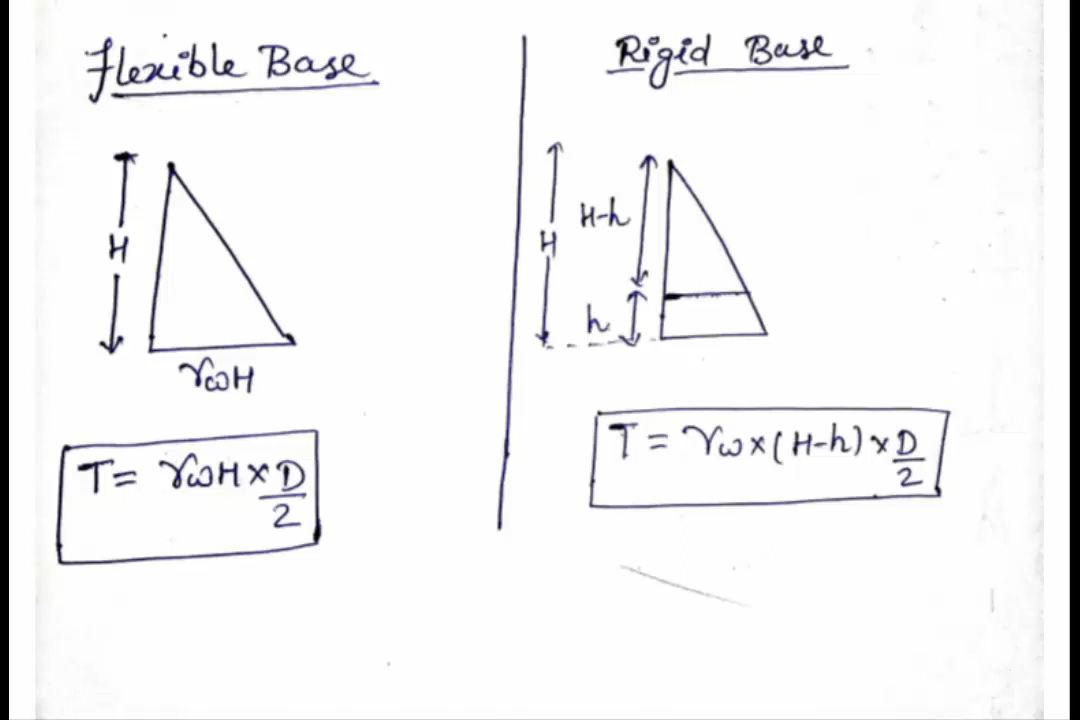 Flexible Base
H
γωH
T = γωH × D/2
Rigid Base
H-h
H
h
T = γω × (H-h) × D/2